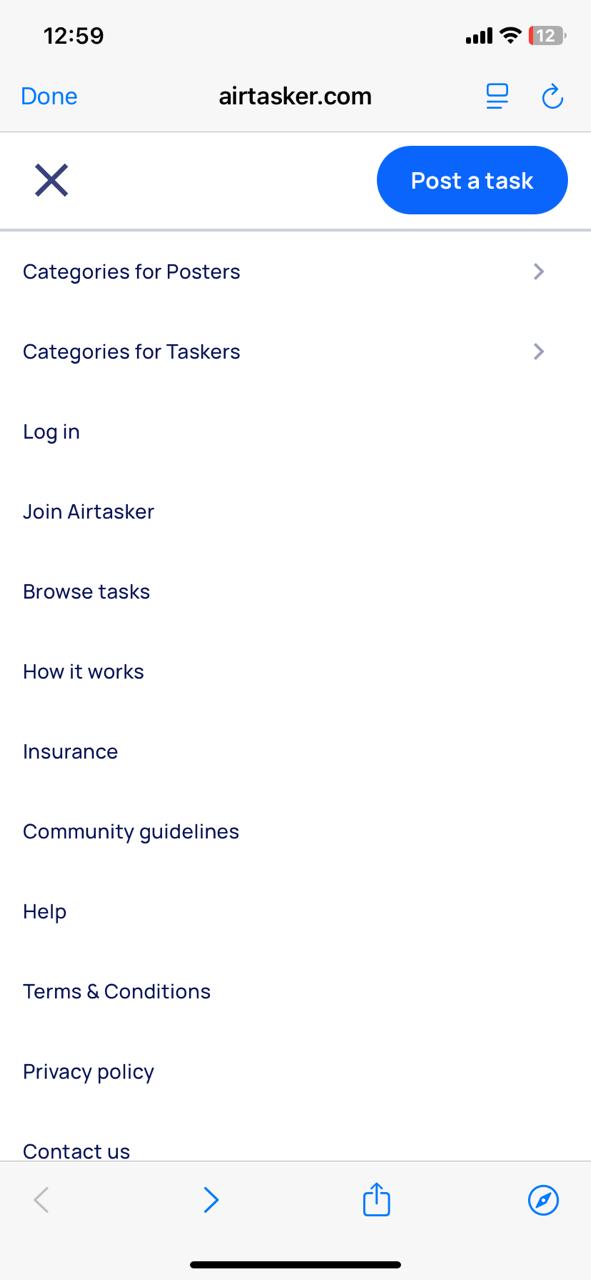 12:59
12
Done
airtasker.com
Post a task
Categories for Posters
Categories for Taskers
Log in
Join Airtasker
Browse tasks
How it works
Insurance
Community guidelines
Help
Terms & Conditions
Privacy policy
Contact us